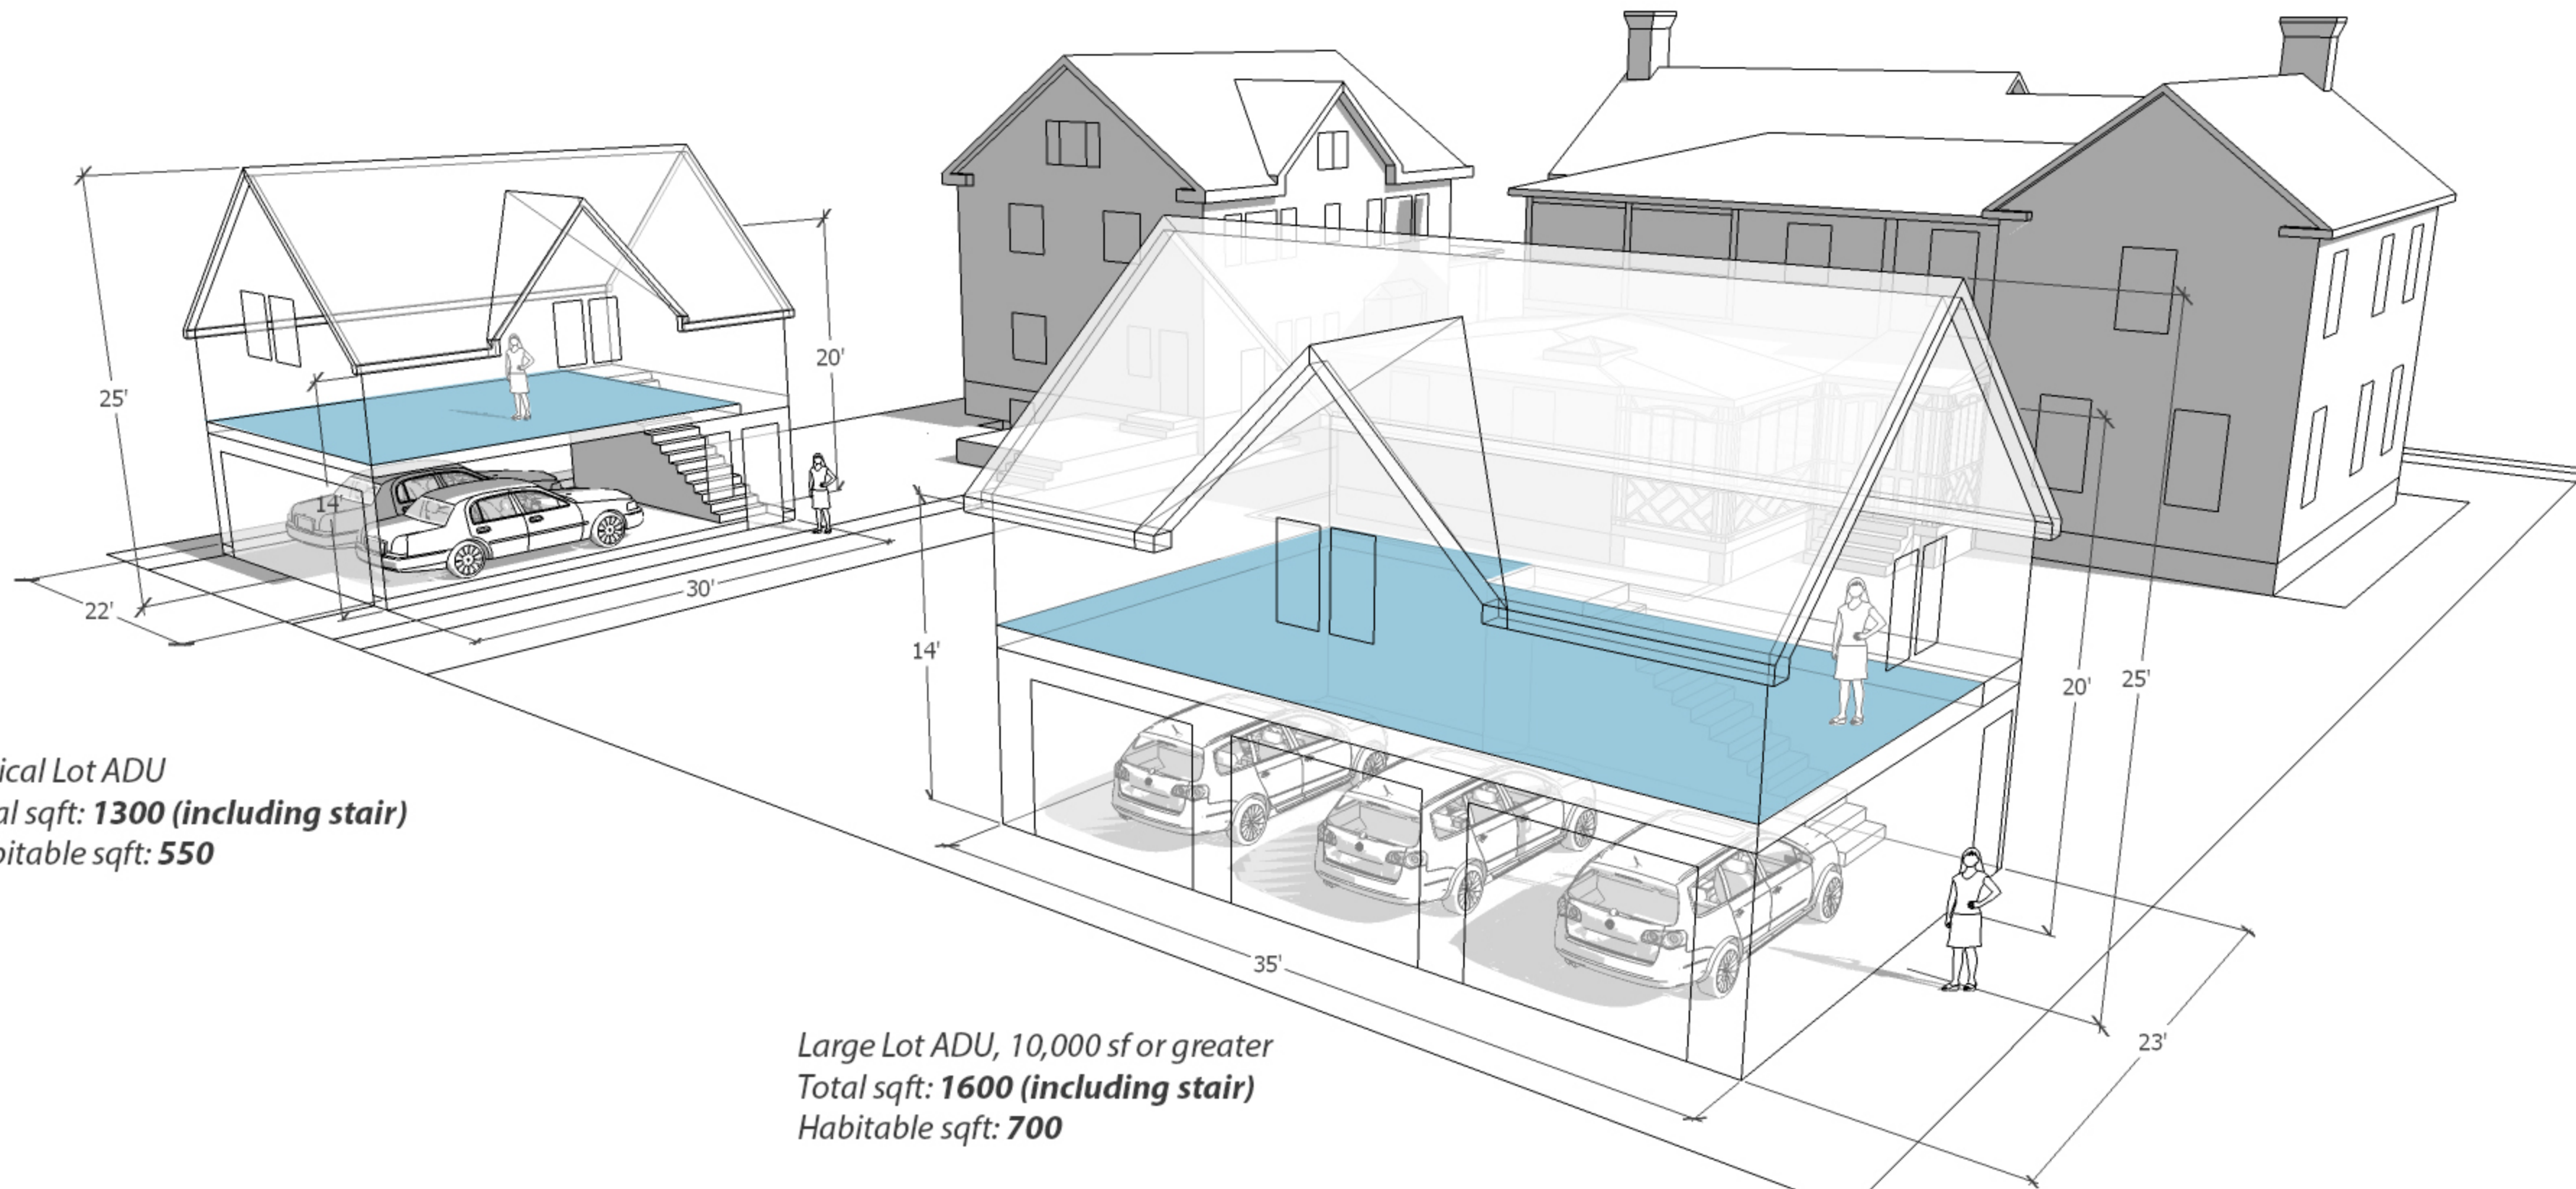 25'
20'
14'
30'
22'
ical Lot ADU
al sqft: 1300 (including stair)
bitable sqft: 550
14'
20'
25'
35'
23'
Large Lot ADU, 10,000 sf or greater
Total sqft: 1600 (including stair)
Habitable sqft: 700